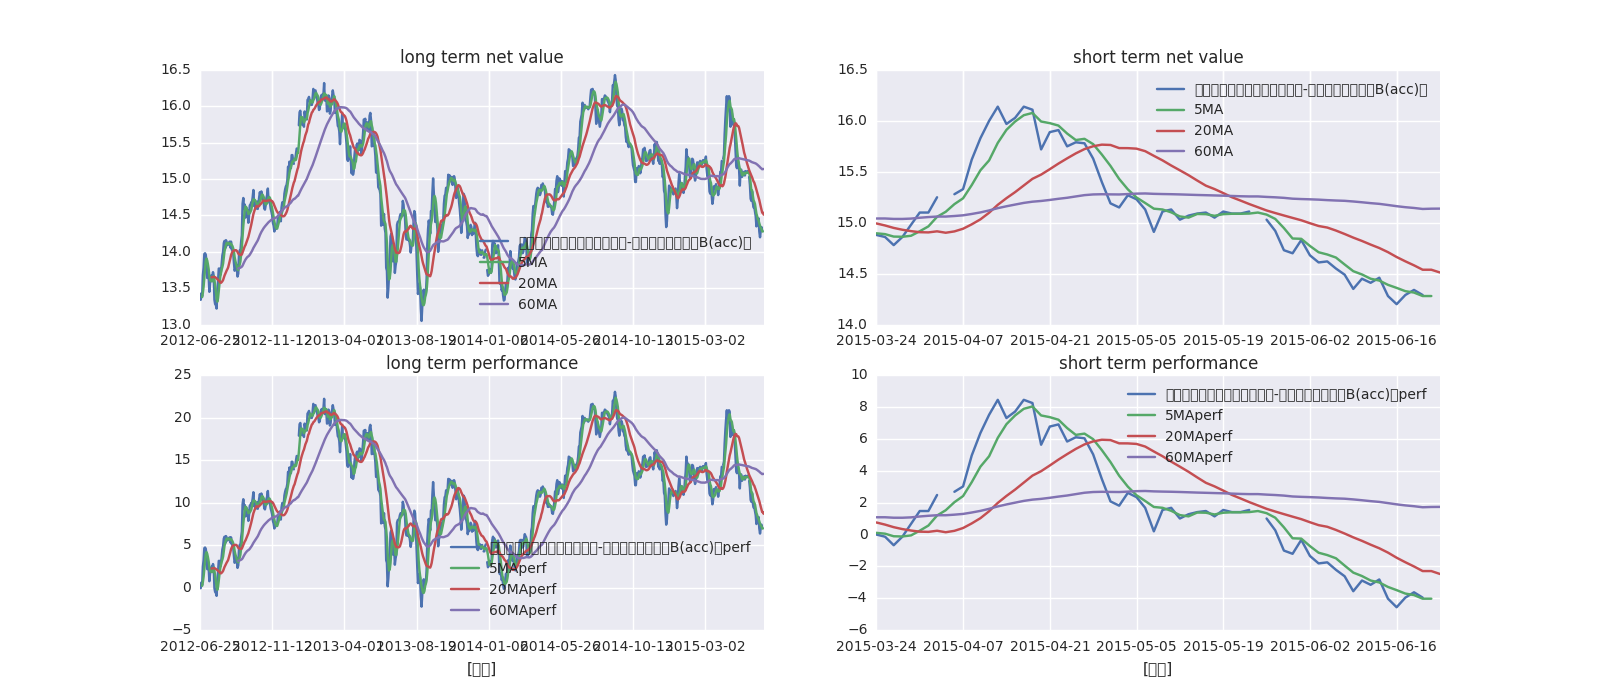 long term net value
16.5
16.0
15.5
15.0
14.5
14.0
13.5
13.0
B(acc)
5MA
20MA
60MA
2012-06-25 2012-11-12 2013-04-01 2013-08-19 2014-01-06 2014-05-26 2014-10-13 2015-03-02
short term net value
16.5
16.0
15.5
15.0
14.5
14.0
B(acc)
5MA
20MA
60MA
2015-03-24 2015-04-07 2015-04-21 2015-05-05 2015-05-19 2015-06-02 2015-06-16
long term performance
25
20
15
10
5
0
−5
B(acc) perf
5MAperf
20MAperf
60MAperf
2012-06-25 2012-11-12 2013-04-01 2013-08-19 2014-01-06 2014-05-26 2014-10-13 2015-03-02
short term performance
10
8
6
4
2
0
−2
−4
−6
B(acc) perf
5MAperf
20MAperf
60MAperf
2015-03-24 2015-04-07 2015-04-21 2015-05-05 2015-05-19 2015-06-02 2015-06-16